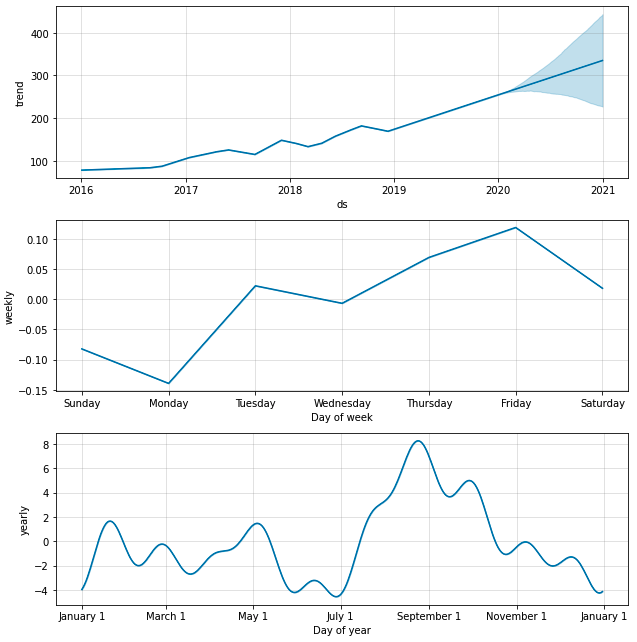 400
300
200
100
trend
2016 2017 2018 2019 2020 2021
ds
0.10
0.05
0.00
−0.05
−0.10
−0.15
weekly
Sunday Monday Tuesday Wednesday Thursday Friday Saturday
Day of week
8
6
4
2
0
−2
−4
yearly
January 1 March 1 May 1 July 1 September 1 November 1 January 1
Day of year